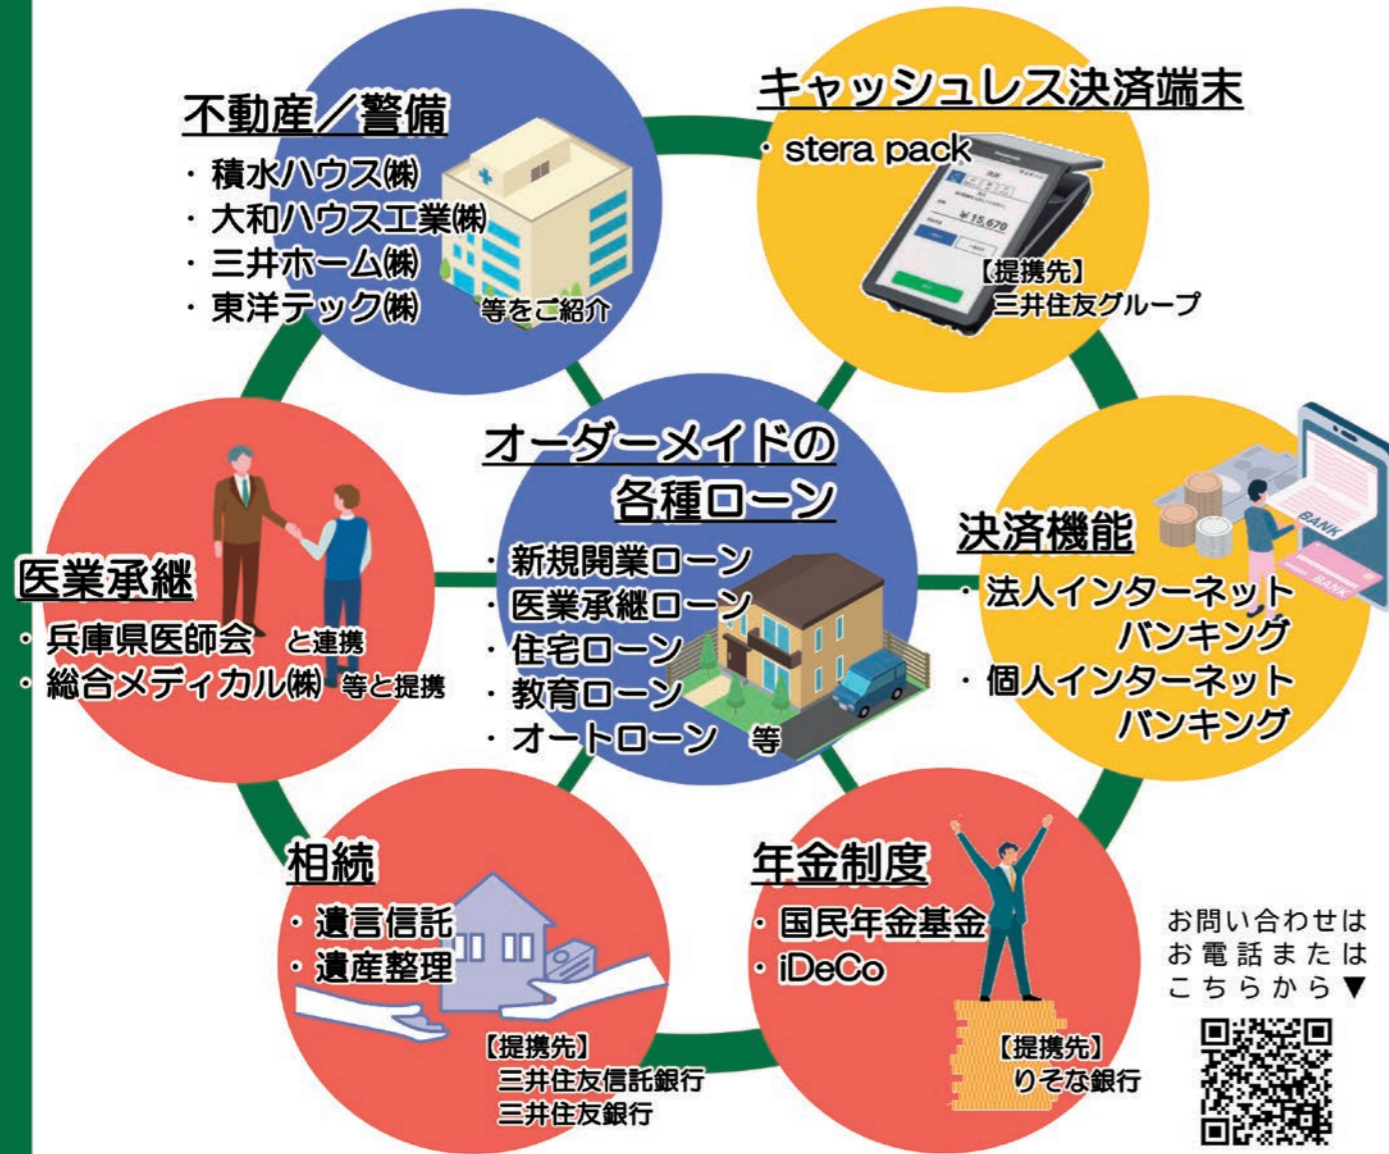 不動産／警備
・積水ハウス㈱
・大和ハウス工業㈱
・三井ホーム㈱
・東洋テック㈱　等をご紹介
キャッシュレス決済端末
・stera pack
¥15,670
【提携先】
三井住友グループ
オーダーメイドの
各種ローン
・新規開業ローン
・医業承継ローン
・住宅ローン
・教育ローン
・オートローン　等
医業承継
・兵庫県医師会　と連携
・総合メディカル㈱ 等と提携
決済機能
・法人インターネット
バンキング
・個人インターネット
バンキング
BANK
BANK
相続
・遺言信託
・遺産整理
【提携先】
三井住友信託銀行
三井住友銀行
年金制度
・国民年金基金
・iDeCo
【提携先】
りそな銀行
お問い合わせは
お電話または
こちらから▼